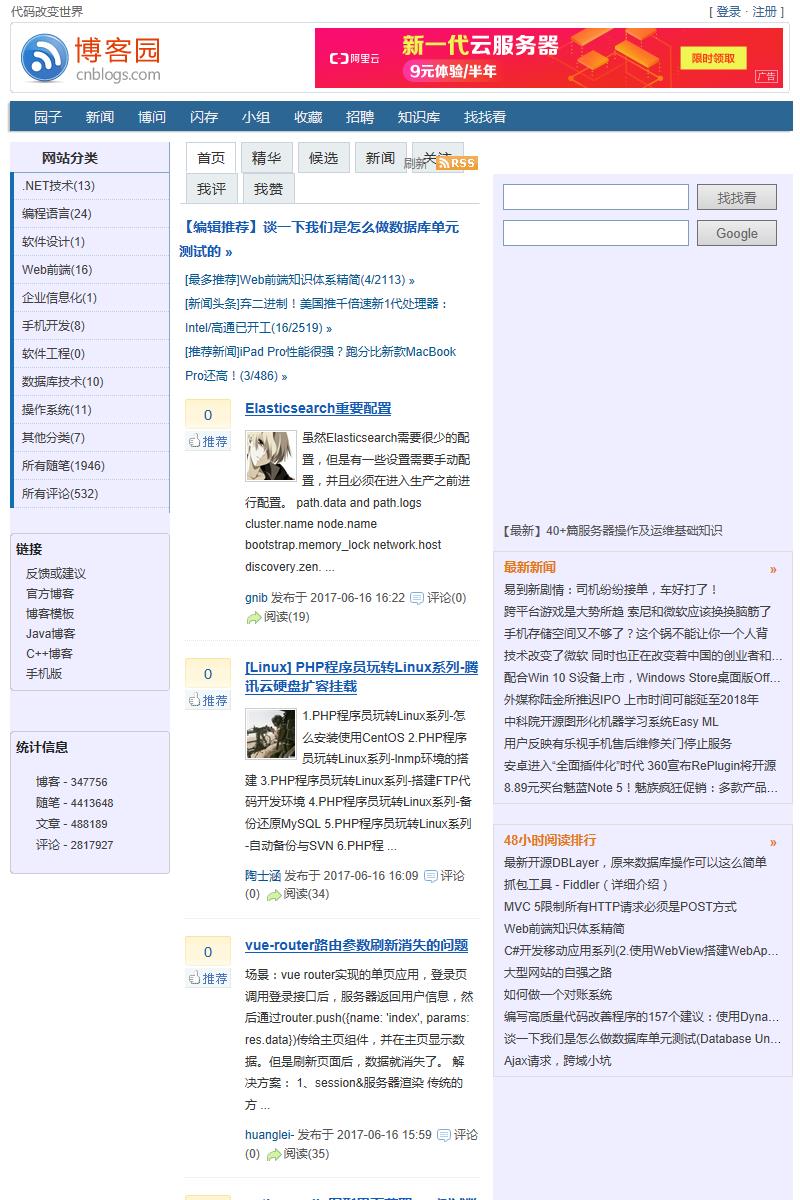 代码改变世界
[ 登录 · 注册 ]
博客园
cnblogs.com
阿里云
新一代云服务器
9元体验/半年
限时领取
广告
园子 新闻 博问 闪存 小组 收藏 招聘 知识库 找找看
网站分类
.NET技术(13)
编程语言(24)
软件设计(1)
Web前端(16)
企业信息化(1)
手机开发(8)
软件工程(0)
数据库技术(10)
操作系统(11)
其他分类(7)
所有随笔(1946)
所有评论(532)
链接
反馈或建议
官方博客
博客模板
Java博客
C++博客
手机版
统计信息
博客 - 347756
随笔 - 4413648
文章 - 488189
评论 - 2817927
首页 精华 候选 新闻 关注
刷新 RSS
我评 我赞
【编辑推荐】谈一下我们是怎么做数据库单元
测试的 »
[最多推荐]Web前端知识体系精简(4/2113) »
[新闻头条]弃二进制！美国推千倍速新1代处理器：
Intel/高通已开工(16/2519) »
[推荐新闻]iPad Pro性能很强？跑分比新款MacBook
Pro还高！(3/486) »
0
推荐
Elasticsearch重要配置
虽然Elasticsearch需要很少的配
置，但是有一些设置需要手动配
置，并且必须在进入生产之前进
行配置。 path.data and path.logs
cluster.name node.name
bootstrap.memory_lock network.host
discovery.zen. ...
gnib 发布于 2017-06-16 16:22 评论(0)
阅读(19)
0
推荐
[Linux] PHP程序员玩转Linux系列-腾
讯云硬盘扩容挂载
1.PHP程序员玩转Linux系列-怎
么安装使用CentOS 2.PHP程序
员玩转Linux系列-lnmp环境的搭
建 3.PHP程序员玩转Linux系列-搭建FTP代
码开发环境 4.PHP程序员玩转Linux系列-备
份还原MySQL 5.PHP程序员玩转Linux系列
-自动备份与SVN 6.PHP程 ...
陶士涵 发布于 2017-06-16 16:09 评论
(0) 阅读(34)
0
推荐
vue-router路由参数刷新消失的问题
场景：vue router实现的单页应用，登录页
调用登录接口后，服务器返回用户信息，然
后通过router.push({name: 'index', params:
res.data})传给主页组件，并在主页显示数
据。但是刷新页面后，数据就消失了。 解
决方案： 1、session&服务器渲染 传统的
方 ...
huanglei- 发布于 2017-06-16 15:59 评论
(0) 阅读(35)
找找看
Google
【最新】40+篇服务器操作及运维基础知识
最新新闻 »
易到新剧情：司机纷纷接单，车好打了！
跨平台游戏是大势所趋 索尼和微软应该换换脑筋了
手机存储空间又不够了？这个锅不能让你一个人背
技术改变了微软 同时也正在改变着中国的创业者和...
配合Win 10 S设备上市，Windows Store桌面版Off...
外媒称陆金所推迟IPO 上市时间可能延至2018年
中科院开源图形化机器学习系统Easy ML
用户反映有乐视手机售后维修关门停止服务
安卓进入“全面插件化”时代 360宣布RePlugin将开源
8.89元买台魅蓝Note 5！魅族疯狂促销：多款产品...
48小时阅读排行 »
最新开源DBLayer，原来数据库操作可以这么简单
抓包工具 - Fiddler（详细介绍）
MVC 5限制所有HTTP请求必须是POST方式
Web前端知识体系精简
C#开发移动应用系列(2.使用WebView搭建WebAp...
大型网站的自强之路
如何做一个对账系统
编写高质量代码改善程序的157个建议：使用Dyna...
谈一下我们是怎么做数据库单元测试(Database Un...
Ajax请求，跨域小坑